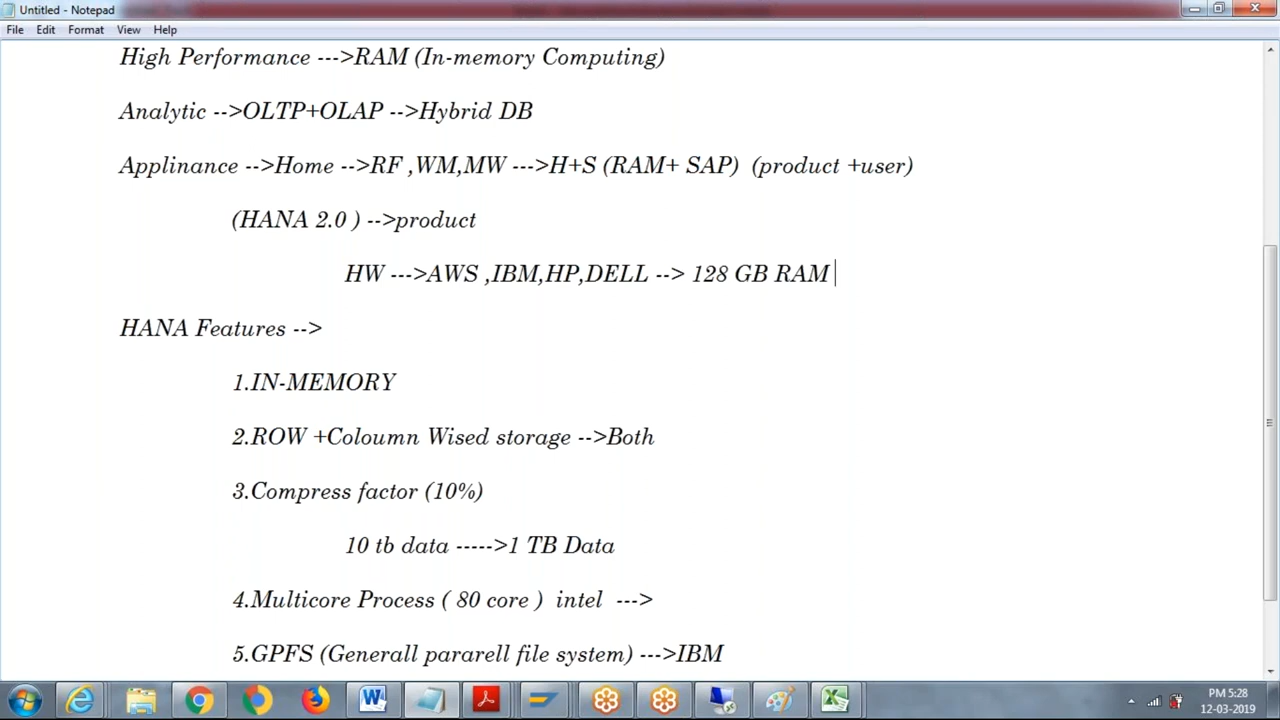 Untitled - Notepad
File Edit Format View Help
High Performance --->RAM (In-memory Computing)
Analytic -->OLTP+OLAP -->Hybrid DB
Applinance -->Home -->RF ,WM,MW --->H+S (RAM+ SAP) (product +user)
(HANA 2.0 ) -->product
HW --->AWS ,IBM,HP,DELL --> 128 GB RAM
HANA Features -->
1.IN-MEMORY
2.ROW +Coloumn Wised storage -->Both
3.Compress factor (10%)
10 tb data ----->1 TB Data
4.Multicore Process ( 80 core ) intel --->
5.GPFS (Generall pararell file system) --->IBM
PM 5:28
12-03-2019